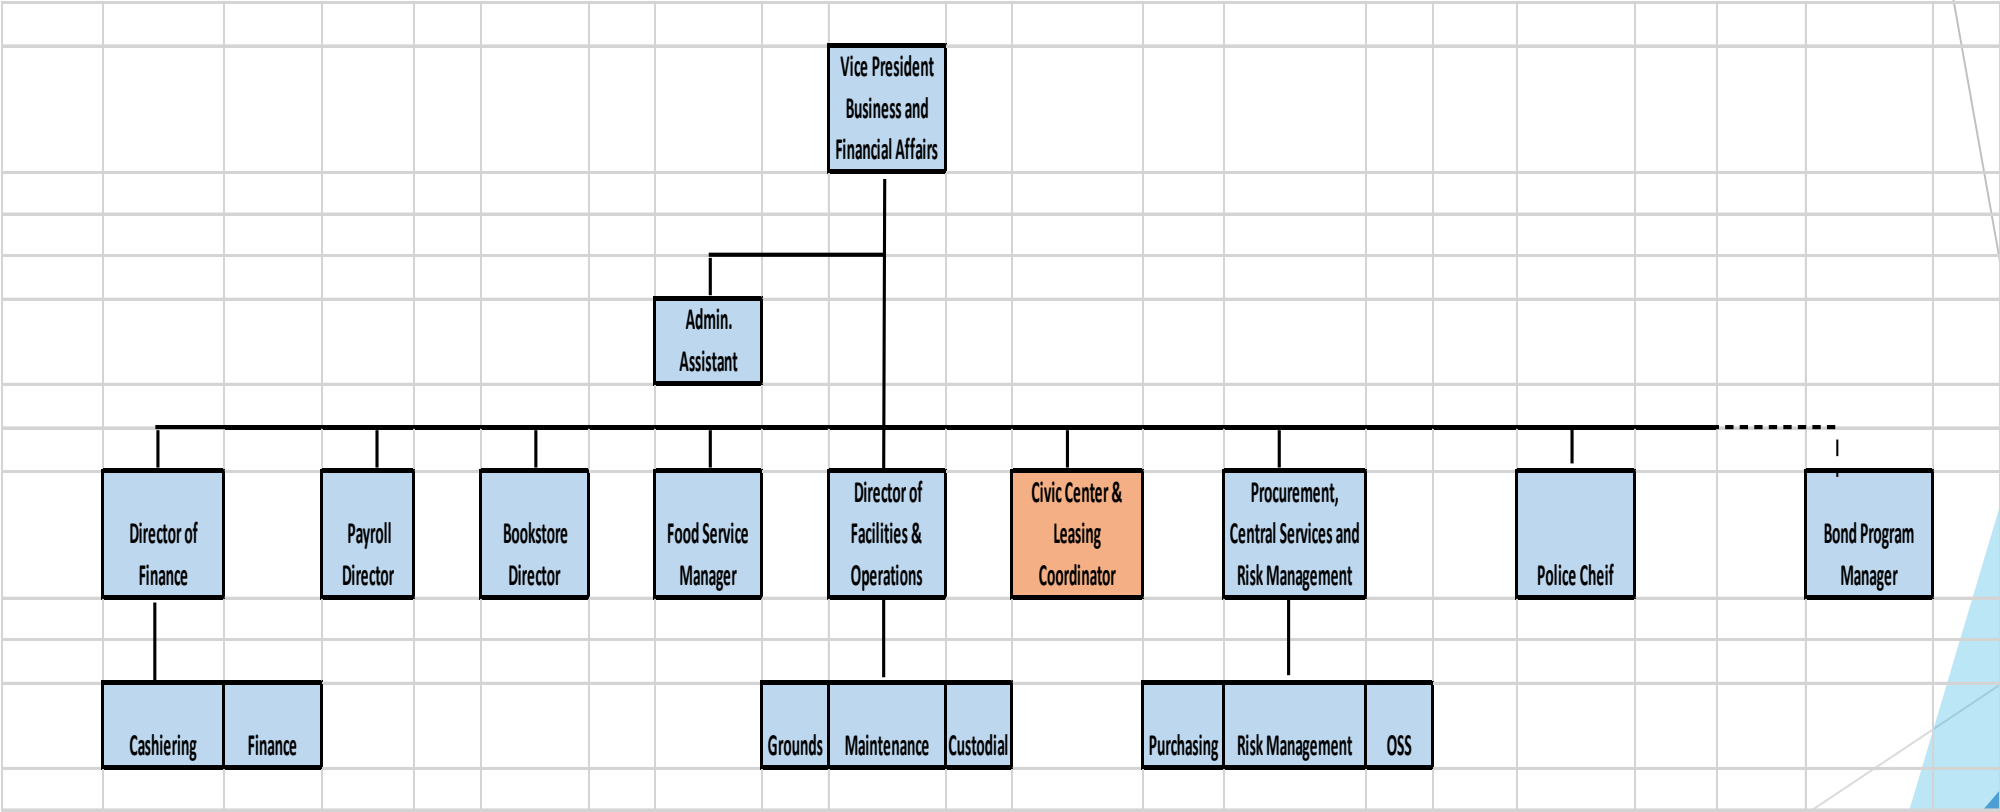 Vice President
Business and
Financial Affairs
Admin.
Assistant
Director of
Finance
Payroll
Director
Bookstore
Director
Food Service
Manager
Director of
Facilities &
Operations
Civic Center &
Leasing
Coordinator
Procurement,
Central Services and
Risk Management
Police Cheif
Bond Program
Manager
Cashiering
Finance
Grounds
Maintenance
Custodial
Purchasing
Risk Management
OSS